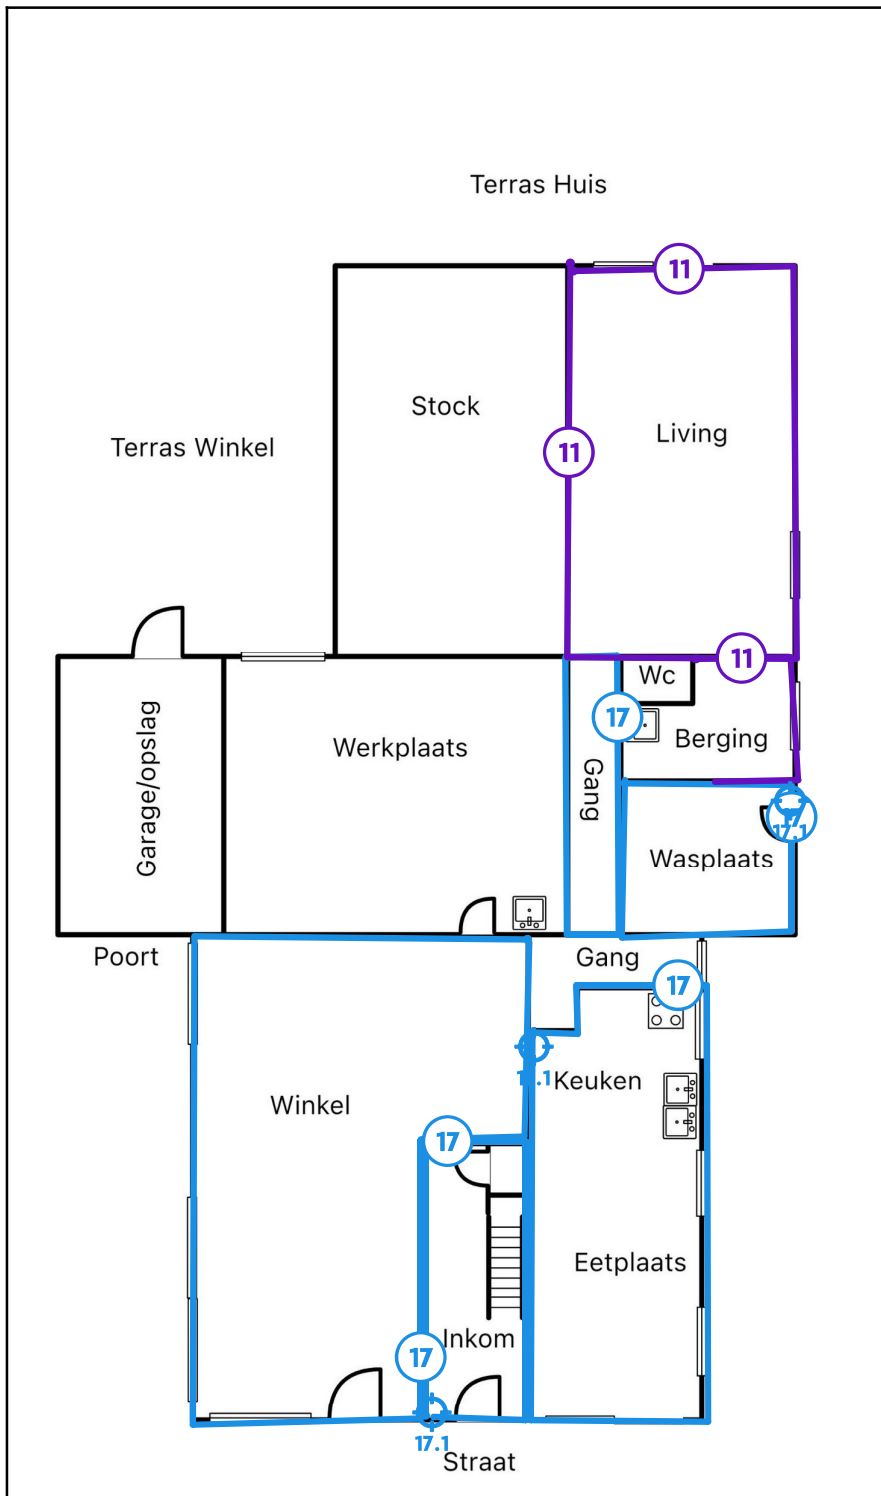 Terras Huis
11
Stock
Living
Terras Winkel
11
11
Wc
17
Berging
Werkplaats
Garage/opslag
Gang
17
17.1
Wasplaats
Poort
Gang
17
Keuken
Winkel
17
Eetplaats
Inkom
17
17.1
Straat